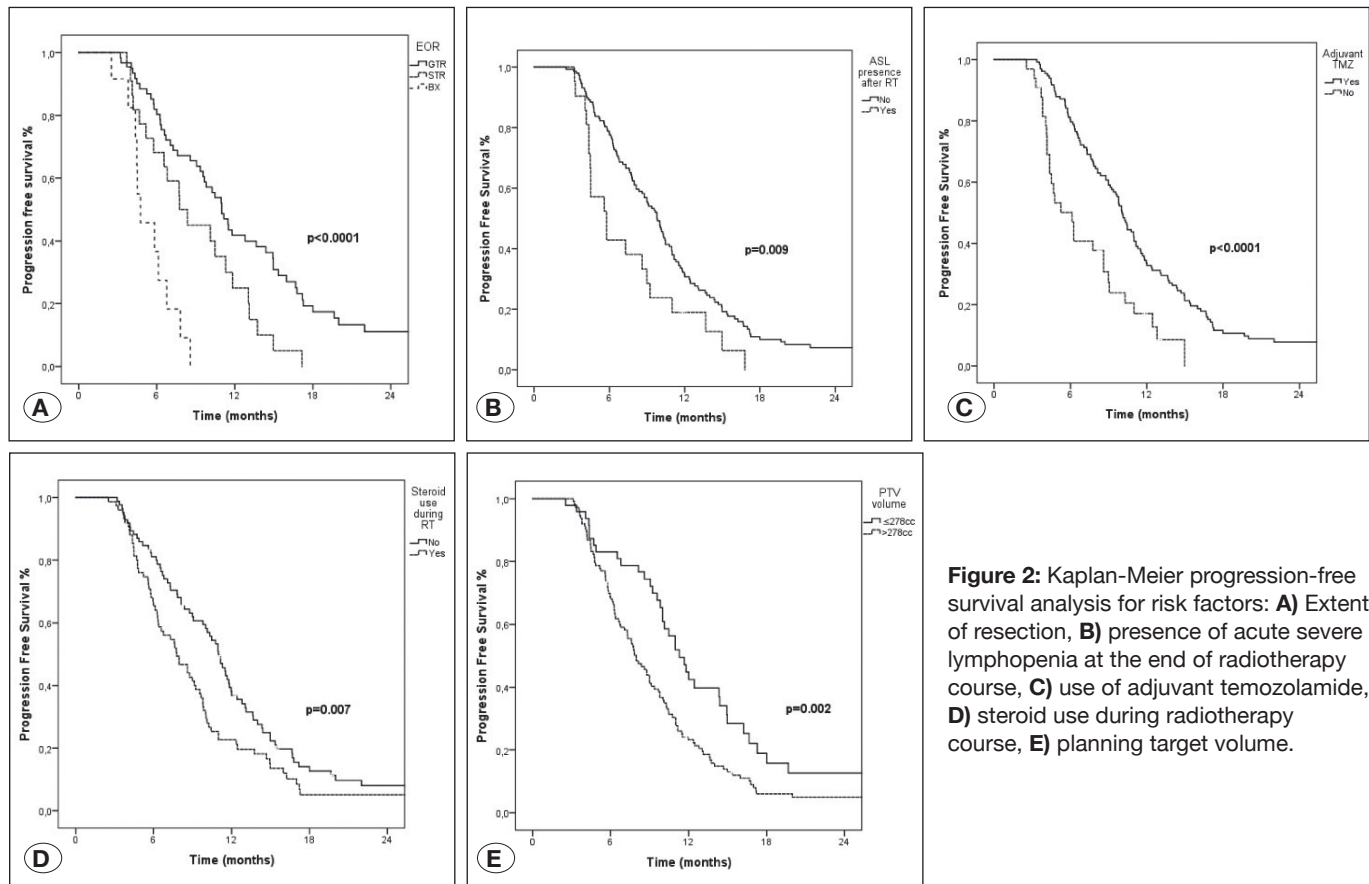 EOR
GTR
STR
BX
1,0
0,8
0,6
0,4
0,2
0,0
Progression free survival %
p<0.0001
0 6 12 18 24
Time (months)
A
ASL
presence
after RT
No
Yes
1,0
0,8
0,6
0,4
0,2
0,0
Progression Free Survival %
p=0.009
0 6 12 18 24
Time (months)
B
Adjuvant
TMZ
Yes
No
1,0
0,8
0,6
0,4
0,2
0,0
Progression Free Survival %
p<0.0001
0 6 12 18 24
Time (months)
C
Steroid
use
during
RT
No
Yes
1,0
0,8
0,6
0,4
0,2
0,0
Progression Free Survival %
p=0.007
0 6 12 18 24
Time (months)
D
PTV
volume
≤278cc
>278cc
1,0
0,8
0,6
0,4
0,2
0,0
Progression Free Survival %
p=0.002
0 6 12 18 24
Time (months)
E
Figure 2: Kaplan-Meier progression-free
survival analysis for risk factors: A) Extent
of resection, B) presence of acute severe
lymphopenia at the end of radiotherapy
course, C) use of adjuvant temozolamide,
D) steroid use during radiotherapy
course, E) planning target volume.